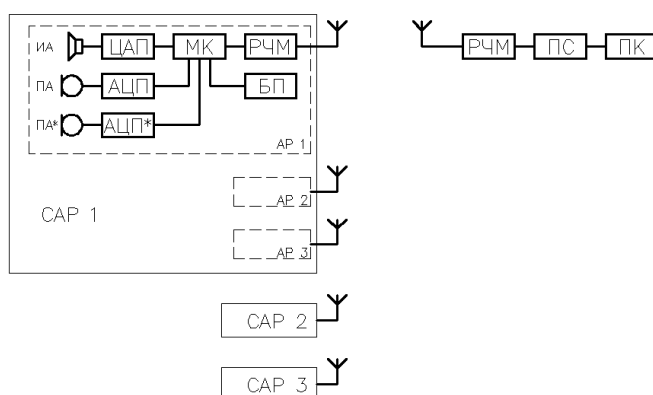 ИА ЦАП МК РЧМ
РЧМ ПС ПК
ПА АЦП БП
ПА* АЦП*
АР 1
АР 2
САР 1
АР 3
САР 2
САР 3